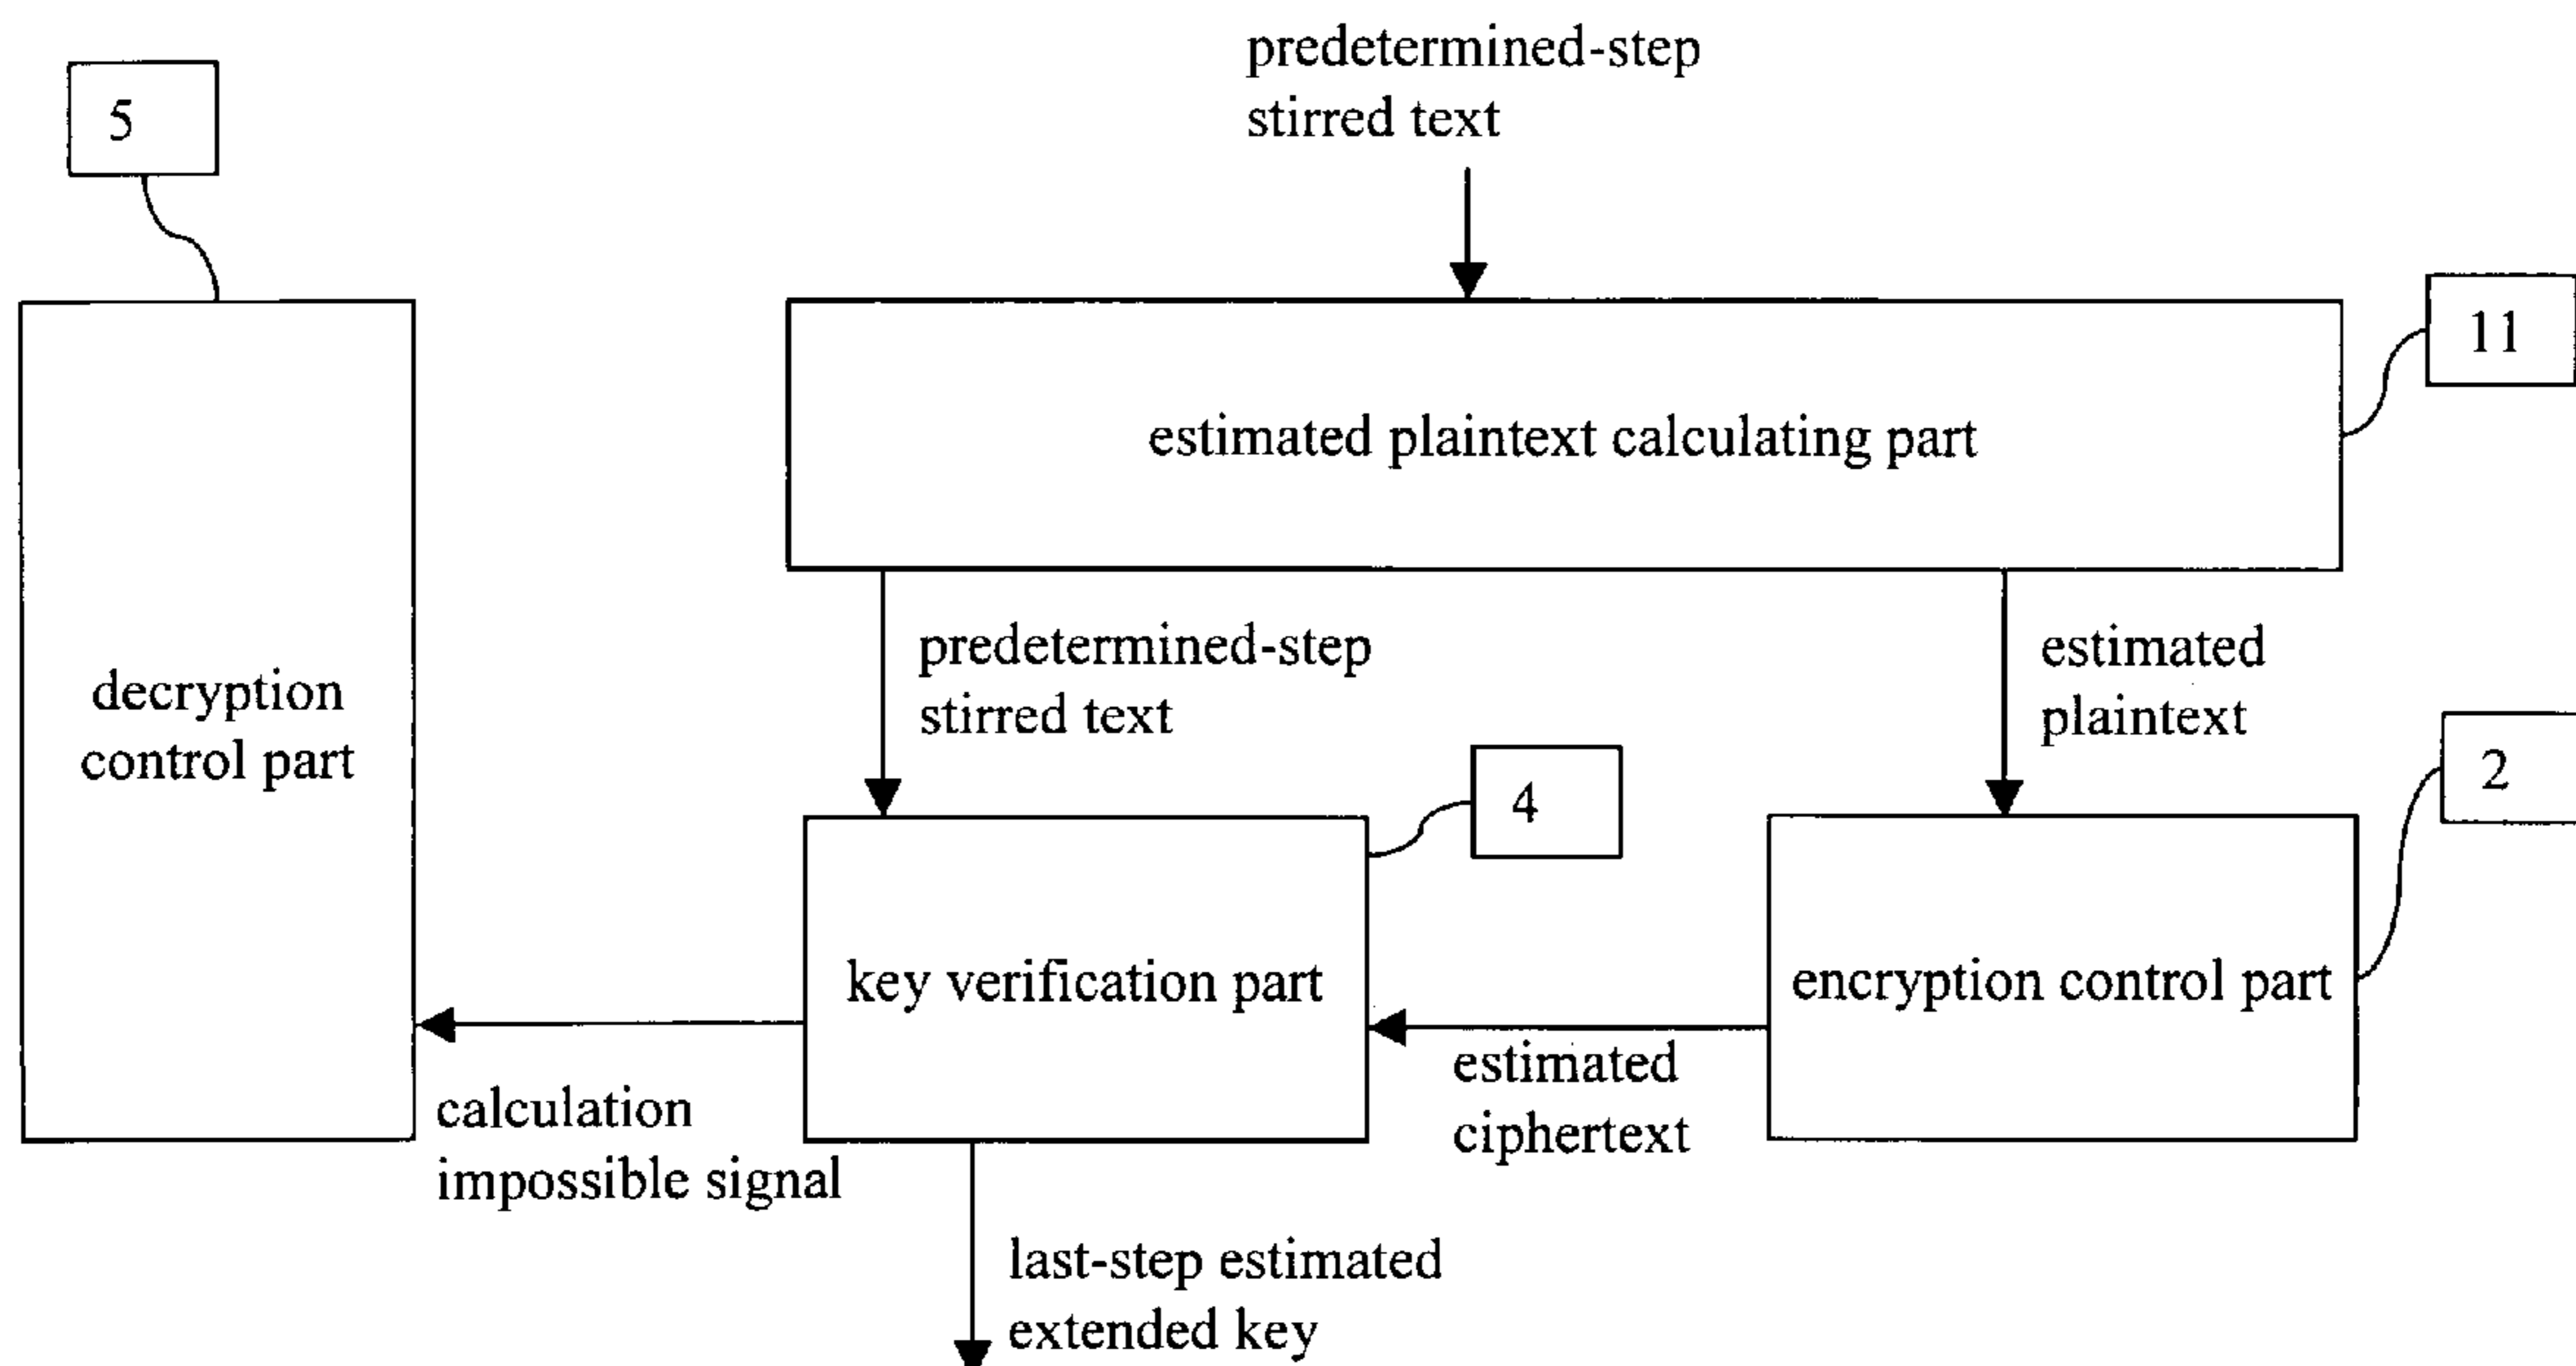 predetermined-step
stirred text
5
11
estimated plaintext calculating part
predetermined-step
stirred text
estimated
plaintext
decryption
control part
4
2
key verification part
encryption control part
estimated
ciphertext
calculation
impossible signal
last-step estimated
extended key